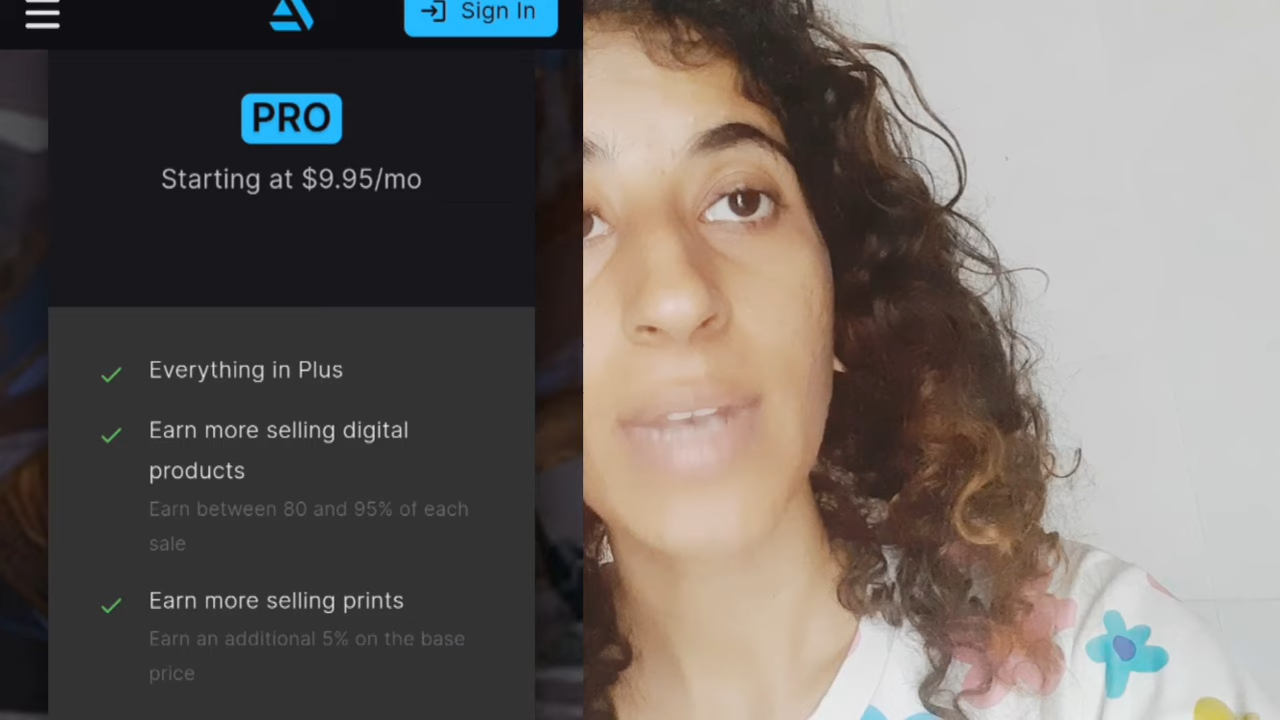 Sign In
PRO
Starting at $9.95/mo
Everything in Plus
Earn more selling digital
products
Earn between 80 and 95% of each
sale
Earn more selling prints
Earn an additional 5% on the base
price